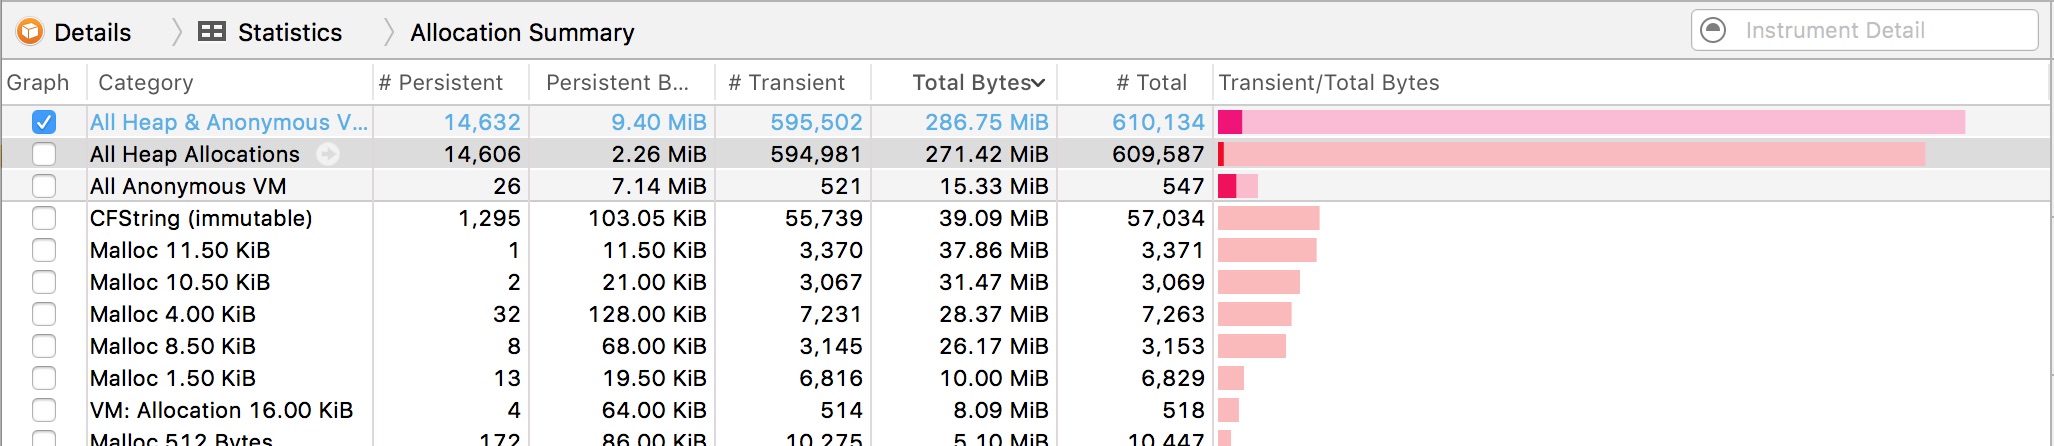 Details Statistics Allocation Summary Instrument Detail
Graph Category # Persistent Persistent B... # Transient Total Bytes # Total Transient/Total Bytes
All Heap & Anonymous V... 14,632 9.40 MiB 595,502 286.75 MiB 610,134
All Heap Allocations 14,606 2.26 MiB 594,981 271.42 MiB 609,587
All Anonymous VM 26 7.14 MiB 521 15.33 MiB 547
CFString (immutable) 1,295 103.05 KiB 55,739 39.09 MiB 57,034
Malloc 11.50 KiB 1 11.50 KiB 3,370 37.86 MiB 3,371
Malloc 10.50 KiB 2 21.00 KiB 3,067 31.47 MiB 3,069
Malloc 4.00 KiB 32 128.00 KiB 7,231 28.37 MiB 7,263
Malloc 8.50 KiB 8 68.00 KiB 3,145 26.17 MiB 3,153
Malloc 1.50 KiB 13 19.50 KiB 6,816 10.00 MiB 6,829
VM: Allocation 16.00 KiB 4 64.00 KiB 514 8.09 MiB 518
Malloc 512 Bytes 172 86.00 KiB 10,275 5.10 MiB 10,447